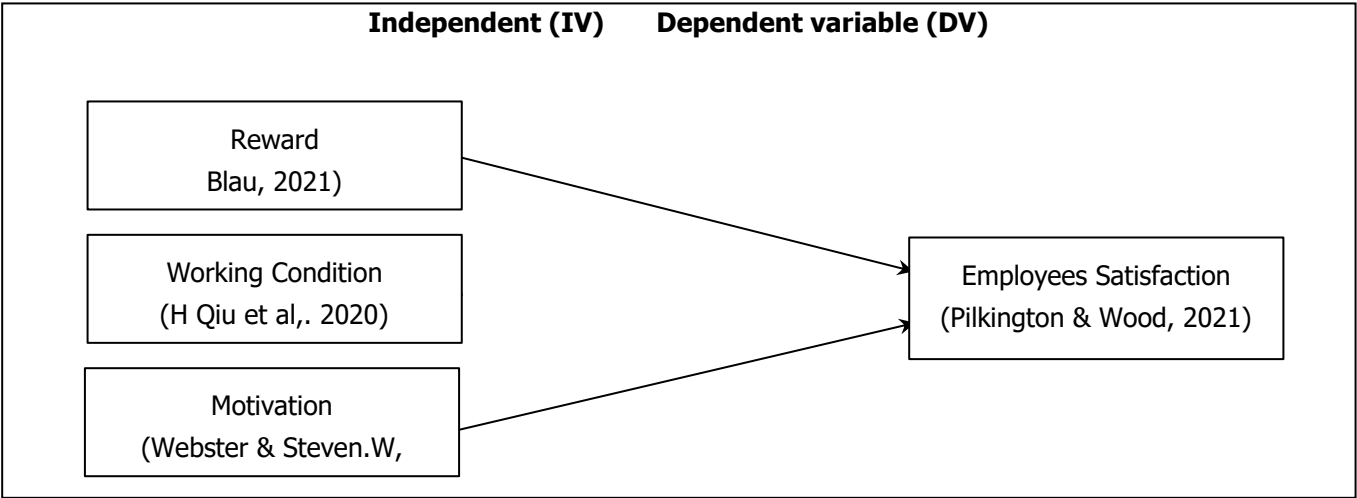 Independent (IV) Dependent variable (DV)
Reward
Blau, 2021)
Working Condition
(H Qiu et al,. 2020)
Motivation
(Webster & Steven.W,
Employees Satisfaction
(Pilkington & Wood, 2021)